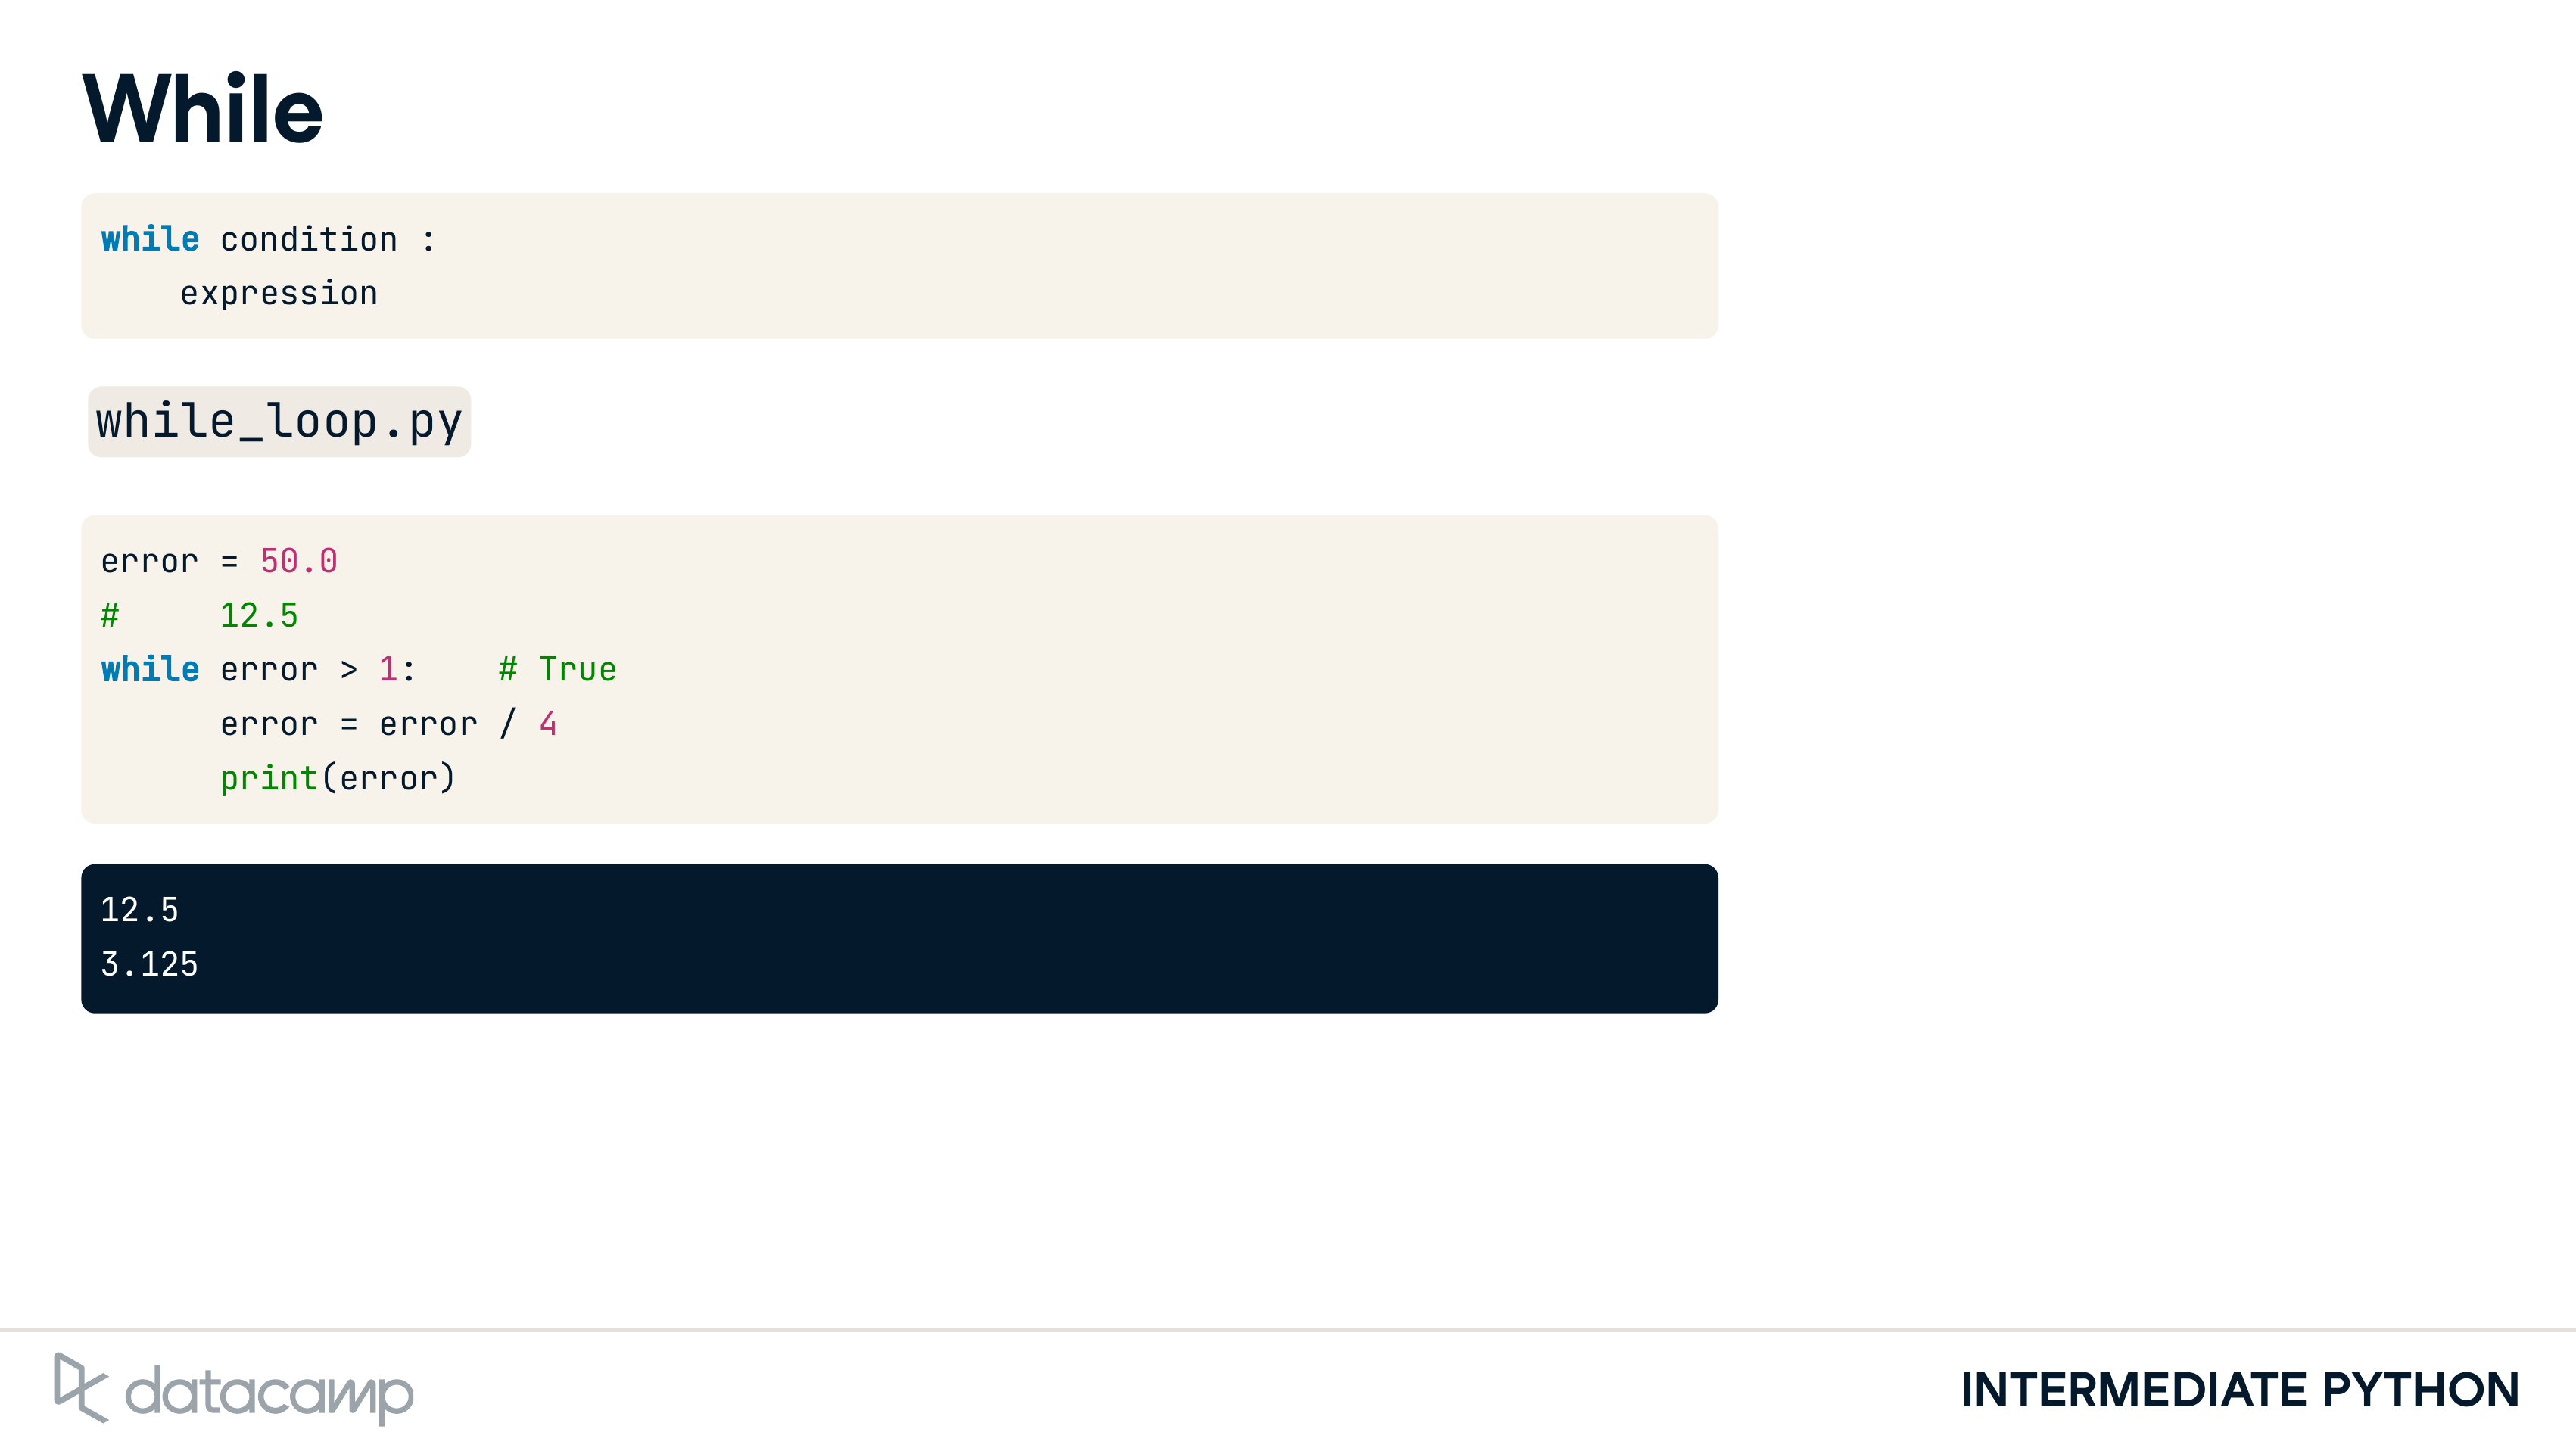 While
while condition :
    expression
while_loop.py
error = 50.0
#     12.5
while error > 1:    # True
      error = error / 4
      print(error)
12.5
3.125
datacamp
INTERMEDIATE PYTHON